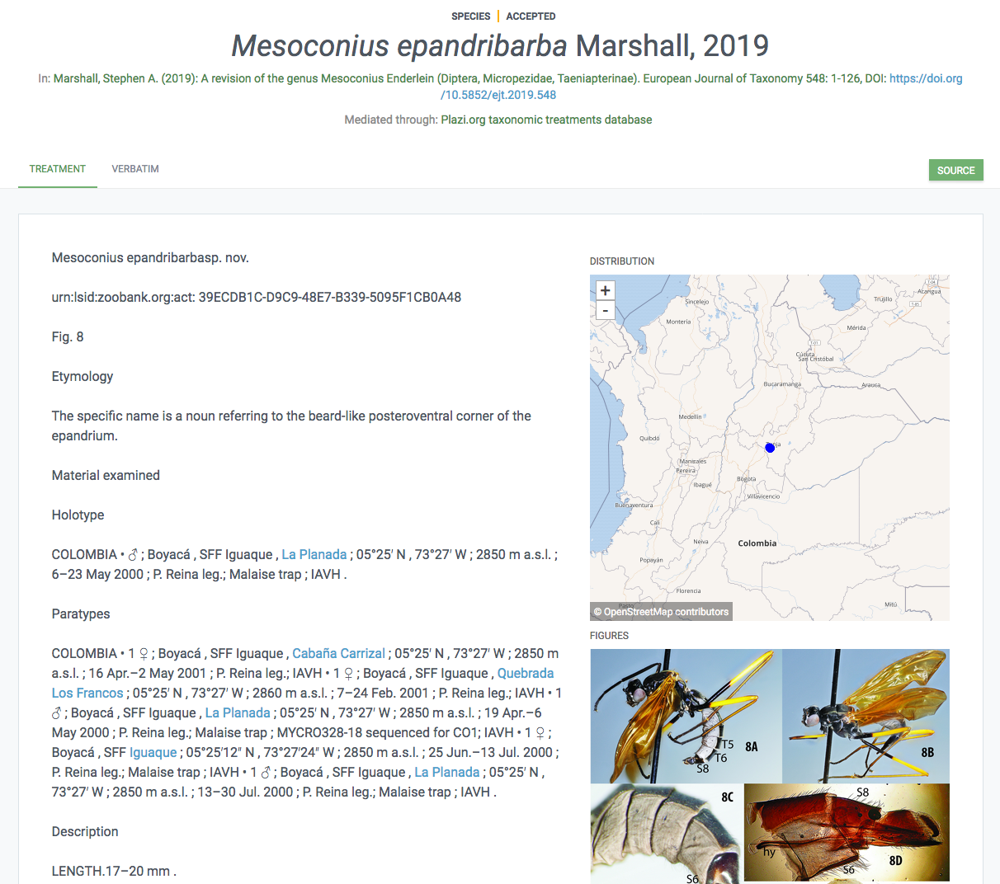 SPECIES | ACCEPTED
Mesoconius epandribarba Marshall, 2019
In: Marshall, Stephen A. (2019): A revision of the genus Mesoconius Enderlein (Diptera, Micropezidae, Taeniapterinae). European Journal of Taxonomy 548: 1-126, DOI: https://doi.org
/10.5852/ejt.2019.548
Mediated through: Plazi.org taxonomic treatments database
TREATMENT VERBATIM SOURCE
Mesoconius epandribarbasp. nov.
urn:lsid:zoobank.org:act: 39ECDB1C-D9C9-48E7-B339-5095F1CB0A48
Fig. 8
Etymology
The specific name is a noun referring to the beard-like posteroventral corner of the
epandrium.
Material examined
Holotype
COLOMBIA • ♂ ; Boyacá , SFF Iguaque , La Planada ; 05°25′ N , 73°27′ W ; 2850 m a.s.l. ;
6–23 May 2000 ; P. Reina leg.; Malaise trap ; IAVH .
Paratypes
COLOMBIA • 1 ♀ ; Boyacá , SFF Iguaque , Cabaña Carrizal ; 05°25′ N , 73°27′ W ; 2850 m
a.s.l. ; 16 Apr.–2 May 2001 ; P. Reina leg.; IAVH • 1 ♀ ; Boyacá , SFF Iguaque , Quebrada
Los Francos ; 05°25′ N , 73°27′ W ; 2860 m a.s.l. ; 7–24 Feb. 2001 ; P. Reina leg.; IAVH • 1
♂ ; Boyacá , SFF Iguaque , La Planada ; 05°25′ N , 73°27′ W ; 2850 m a.s.l. ; 19 Apr.–6
May 2000 ; P. Reina leg.; Malaise trap ; MYCRO328-18 sequenced for CO1; IAVH • 1 ♀ ;
Boyacá , SFF Iguaque ; 05°25′12″ N , 73°27′24″ W ; 2850 m a.s.l. ; 25 Jun.–13 Jul. 2000 ;
P. Reina leg.; Malaise trap ; IAVH • 1 ♂ ; Boyacá , SFF Iguaque , La Planada ; 05°25′ N ,
73°27′ W ; 2850 m a.s.l. ; 13–30 Jul. 2000 ; P. Reina leg.; Malaise trap ; IAVH .
Description
LENGTH.17–20 mm .
DISTRIBUTION
+
-
Sincelejo
Montería
Trujillo
T-04
Acarigua
T-05
Mérida
T-01
Cúcuta
San Cristóbal
Bucaramanga
Arauca
Medellín
Quibdó
Manizales
Pereira
Ibagué
Bogota
Villavicencio
Buenaventura
Cali
Neiva
Colombia
Popayán
Florencia
Pasto
Mitú
© OpenStreetMap contributors
FIGURES
T5
T6
S8
8A
8B
8C
S6
S8
hy
S6
8D